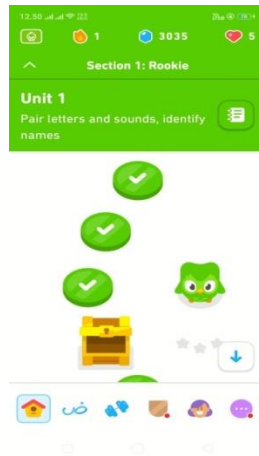 12.50
1
3035
5
Section 1: Rookie
Unit 1
Pair letters and sounds, identify
names
ض